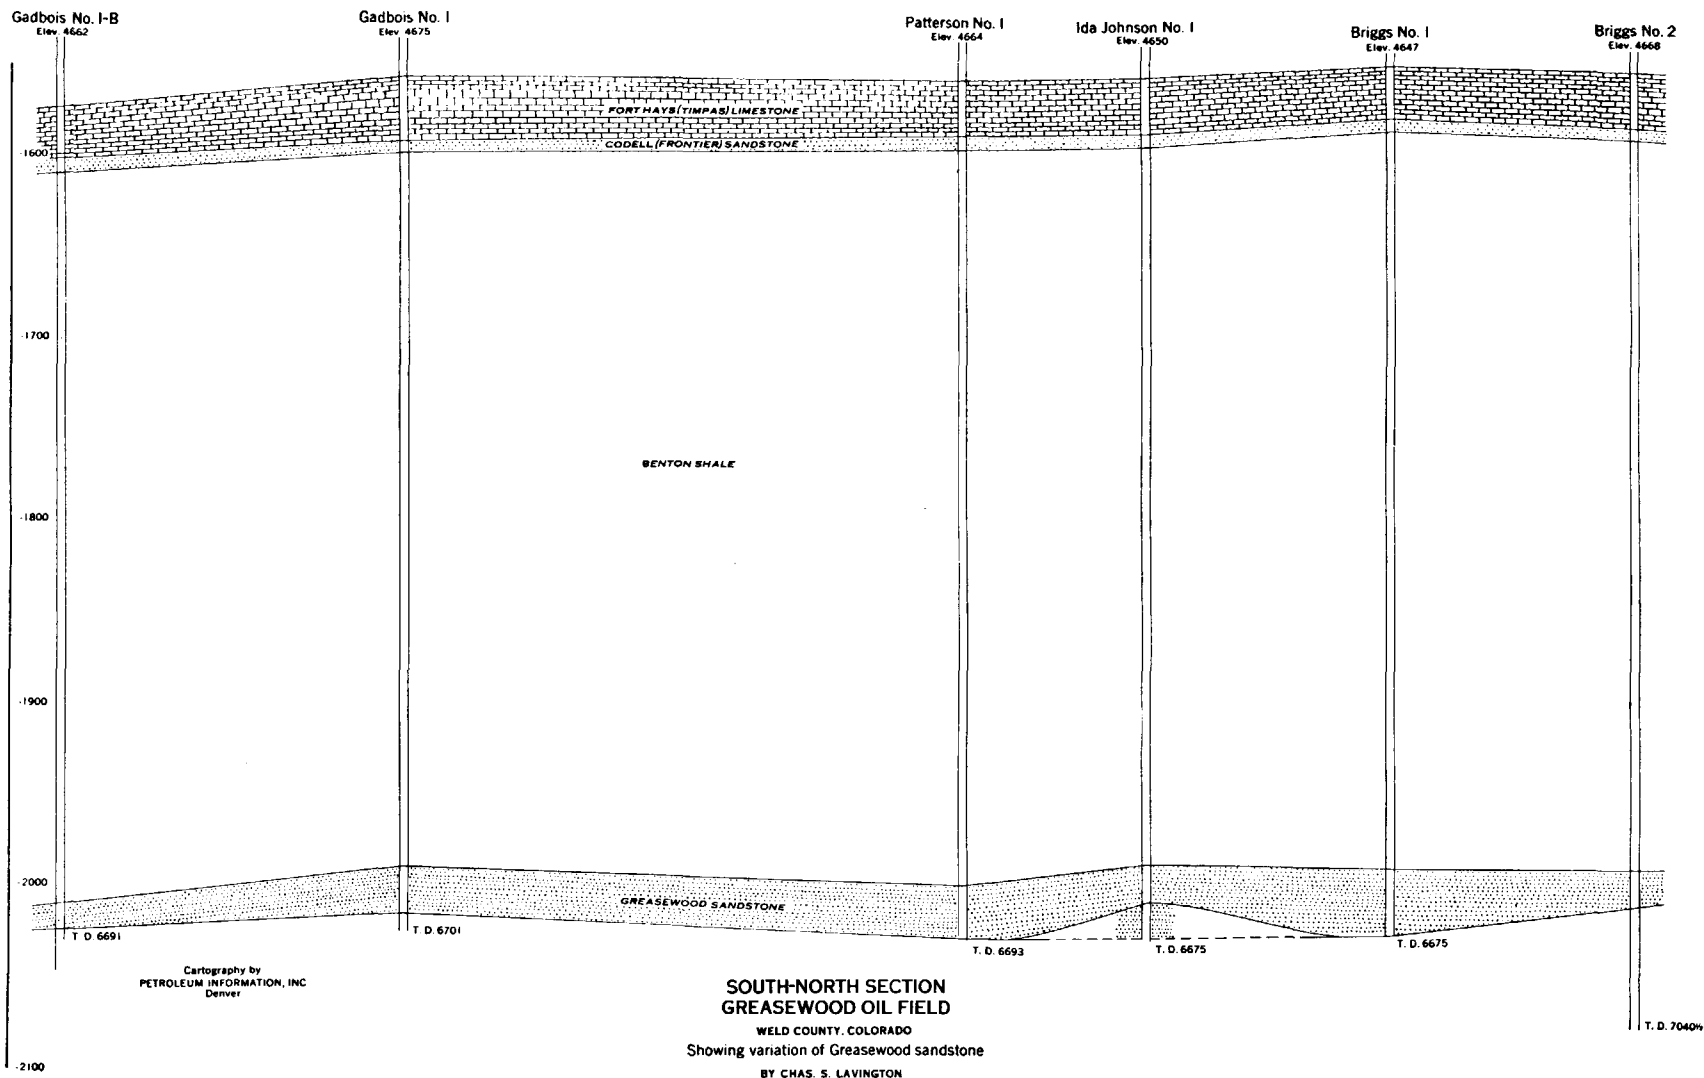 Gadbois No. 1-B
Elev. 4662
Gadbois No. 1
Elev. 4675
Patterson No. 1
Elev. 4664
Ida Johnson No. 1
Elev. 4650
Briggs No. 1
Elev. 4647
Briggs No. 2
Elev. 4668
FORT HAYS (TIMPAS) LIMESTONE
CODELL (FRONTIER) SANDSTONE
-1600
-1700
BENTON SHALE
-1800
-1900
-2000
GREASEWOOD SANDSTONE
T. D. 6691
T. D. 6701
T. D. 6693
T. D. 6675
T. D. 6675
T. D. 7040½
Cartography by
PETROLEUM INFORMATION, INC
Denver
SOUTH-NORTH SECTION
GREASEWOOD OIL FIELD
WELD COUNTY, COLORADO
Showing variation of Greasewood sandstone
BY CHAS. S. LAVINGTON
-2100